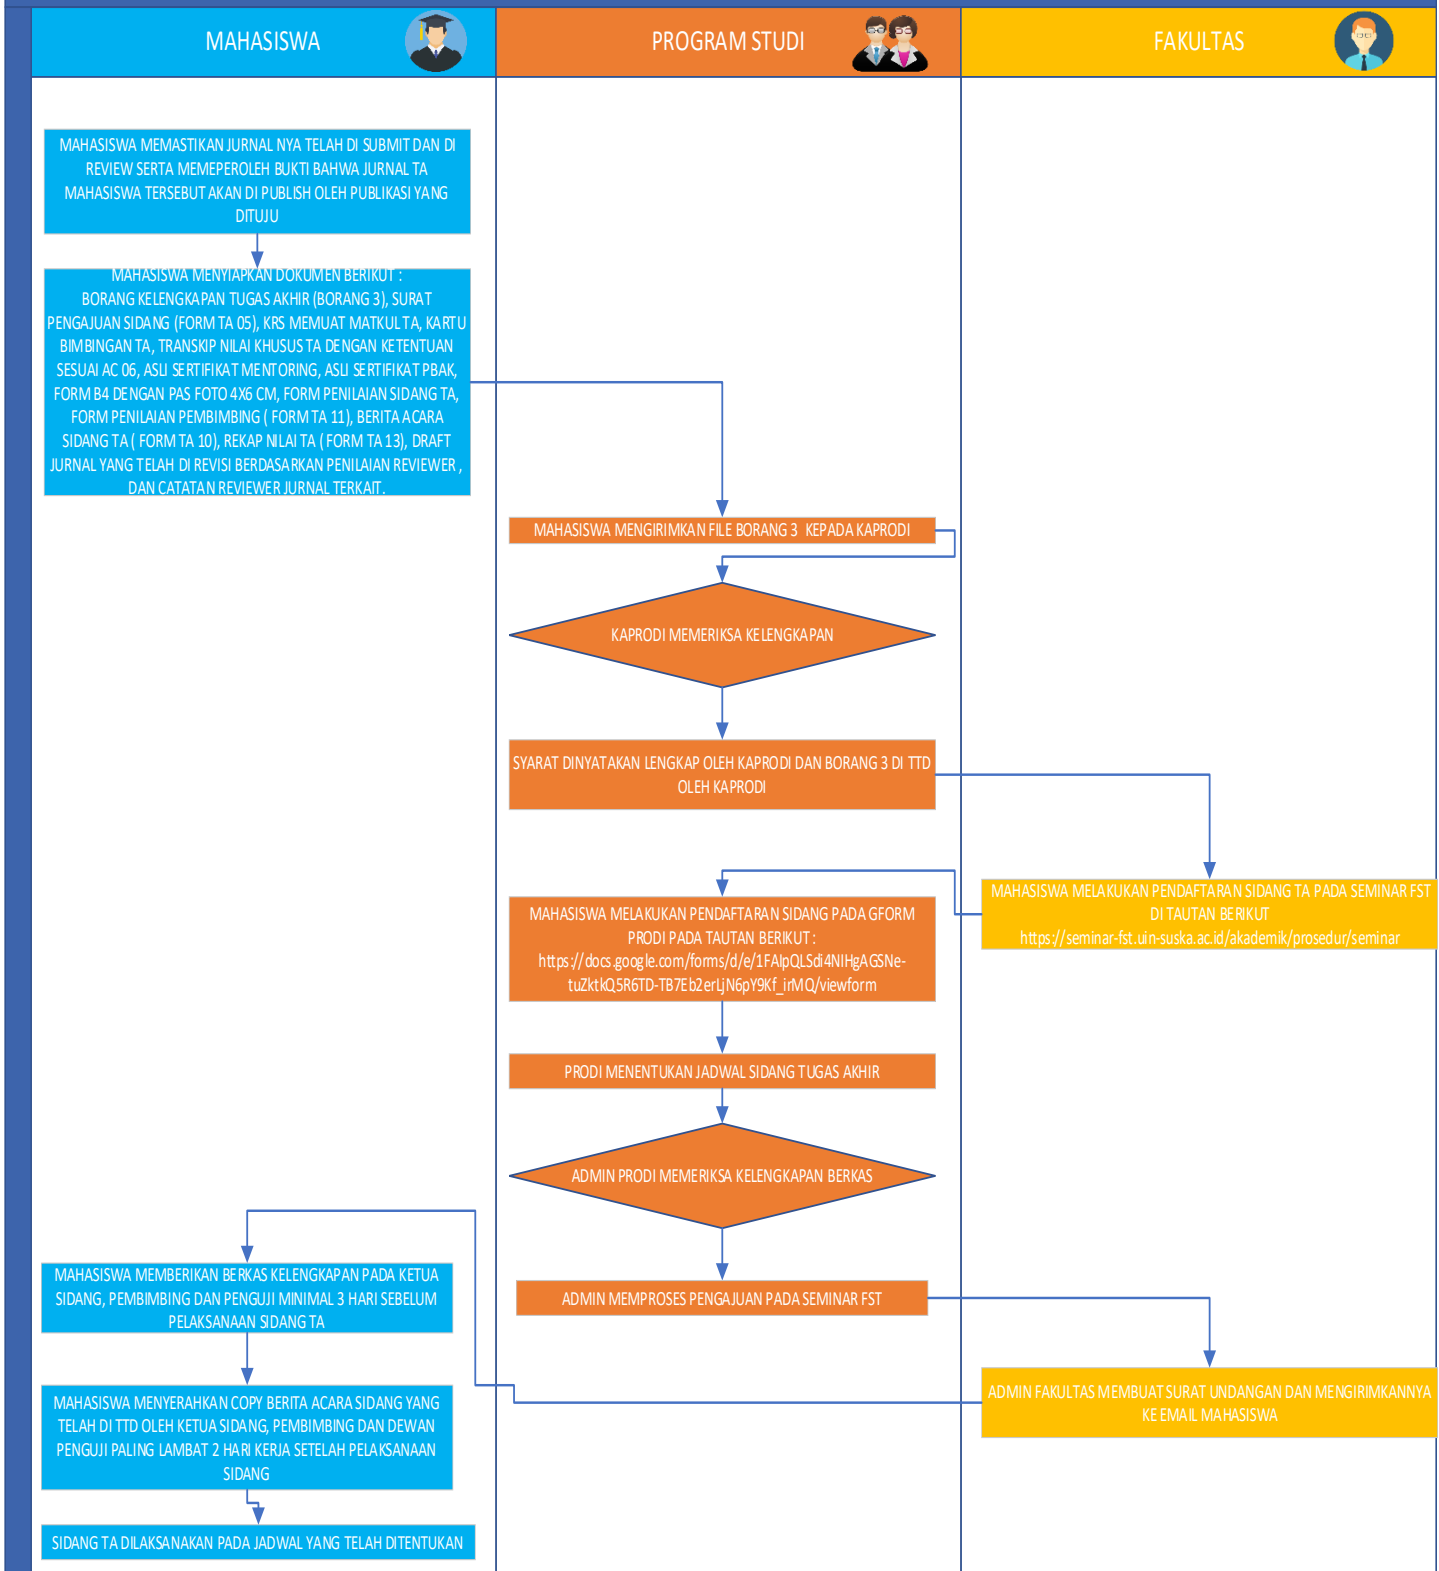 MAHASISWA
PROGRAM STUDI
FAKULTAS
MAHASISWA MEMASTIKAN JURNAL NYA TELAH DI SUBMIT DAN DI
REVIEW SERTA MEMEPEROLEH BUKTI BAHWA JURNAL TA
MAHASISWA TERSEBUT AKAN DI PUBLISH OLEH PUBLIKASI YANG
DITUJU
MAHASISWA MENYIAPKAN DOKUMEN BERIKUT :
BORANG KELENGKAPAN TUGAS AKHIR (BORANG 3), SURAT
PENGAJUAN SIDANG (FORM TA 05), KRS MEMUAT MATKUL TA, KARTU
BIMBINGAN TA, TRANSKIP NILAI KHUSUS TA DENGAN KETENTUAN
SESUAI AC 06, ASLI SERTIFIKAT MENTORING, ASLI SERTIFIKAT PBAK,
FORM B4 DENGAN PAS FOTO 4X6 CM, FORM PENILAIAN SIDANG TA,
FORM PENILAIAN PEMBIMBING ( FORM TA 11), BERITA ACARA
SIDANG TA ( FORM TA 10), REKAP NILAI TA ( FORM TA 13), DRAFT
JURNAL YANG TELAH DI REVISI BERDASARKAN PENILAIAN REVIEWER ,
DAN CATATAN REVIEWER JURNAL TERKAIT.
MAHASISWA MENGIRIMKAN FILE BORANG 3 KEPADA KAPRODI
KAPRODI MEMERIKSA KELENGKAPAN
SYARAT DINYATAKAN LENGKAP OLEH KAPRODI DAN BORANG 3 DI TTD
OLEH KAPRODI
MAHASISWA MELAKUKAN PENDAFTARAN SIDANG TA PADA SEMINAR FST
DI TAUTAN BERIKUT
https://seminar-fst.uin-suska.ac.id/akademik/prosedur/seminar
MAHASISWA MELAKUKAN PENDAFTARAN SIDANG PADA GFORM
PRODI PADA TAUTAN BERIKUT :
https://docs.google.com/forms/d/e/1FAIpQLSdi4NIHgAGSNe-
tuZktkQ5R6TD-TB7Eb2erLjN6pY9Kf_irMQ/viewform
PRODI MENENTUKAN JADWAL SIDANG TUGAS AKHIR
ADMIN PRODI MEMERIKSA KELENGKAPAN BERKAS
ADMIN MEMPROSES PENGAJUAN PADA SEMINAR FST
ADMIN FAKULTAS MEMBUAT SURAT UNDANGAN DAN MENGIRIMKANNYA
KE EMAIL MAHASISWA
MAHASISWA MEMBERIKAN BERKAS KELENGKAPAN PADA KETUA
SIDANG, PEMBIMBING DAN PENGUJI MINIMAL 3 HARI SEBELUM
PELAKSANAAN SIDANG TA
MAHASISWA MENYERAHKAN COPY BERITA ACARA SIDANG YANG
TELAH DI TTD OLEH KETUA SIDANG, PEMBIMBING DAN DEWAN
PENGUJI PALING LAMBAT 2 HARI KERJA SETELAH PELAKSANAAN
SIDANG
SIDANG TA DILAKSANAKAN PADA JADWAL YANG TELAH DITENTUKAN